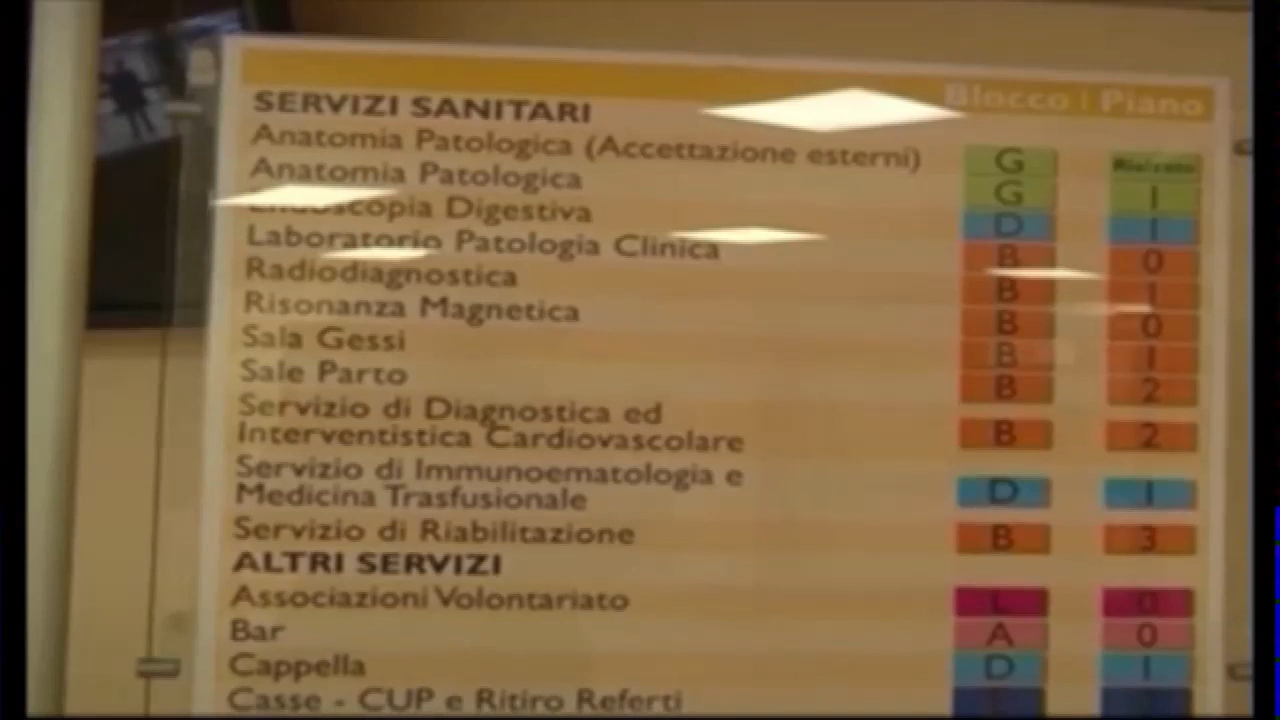 Blocco | Piano
SERVIZI SANITARI
Anatomia Patologica (Accettazione esterni) G Rialzato
Anatomia Patologica G 1
Endoscopia Digestiva D 1
Laboratorio Patologia Clinica B 0
Radiodiagnostica B 1
Risonanza Magnetica B 0
Sala Gessi B 1
Sale Parto B 2
Servizio di Diagnostica ed
Interventistica Cardiovascolare B 2
Servizio di Immunoematologia e
Medicina Trasfusionale D 1
Servizio di Riabilitazione B 3
ALTRI SERVIZI
Associazioni Volontariato L 0
Bar A 0
Cappella D 1
Casse - CUP e Ritiro Referti